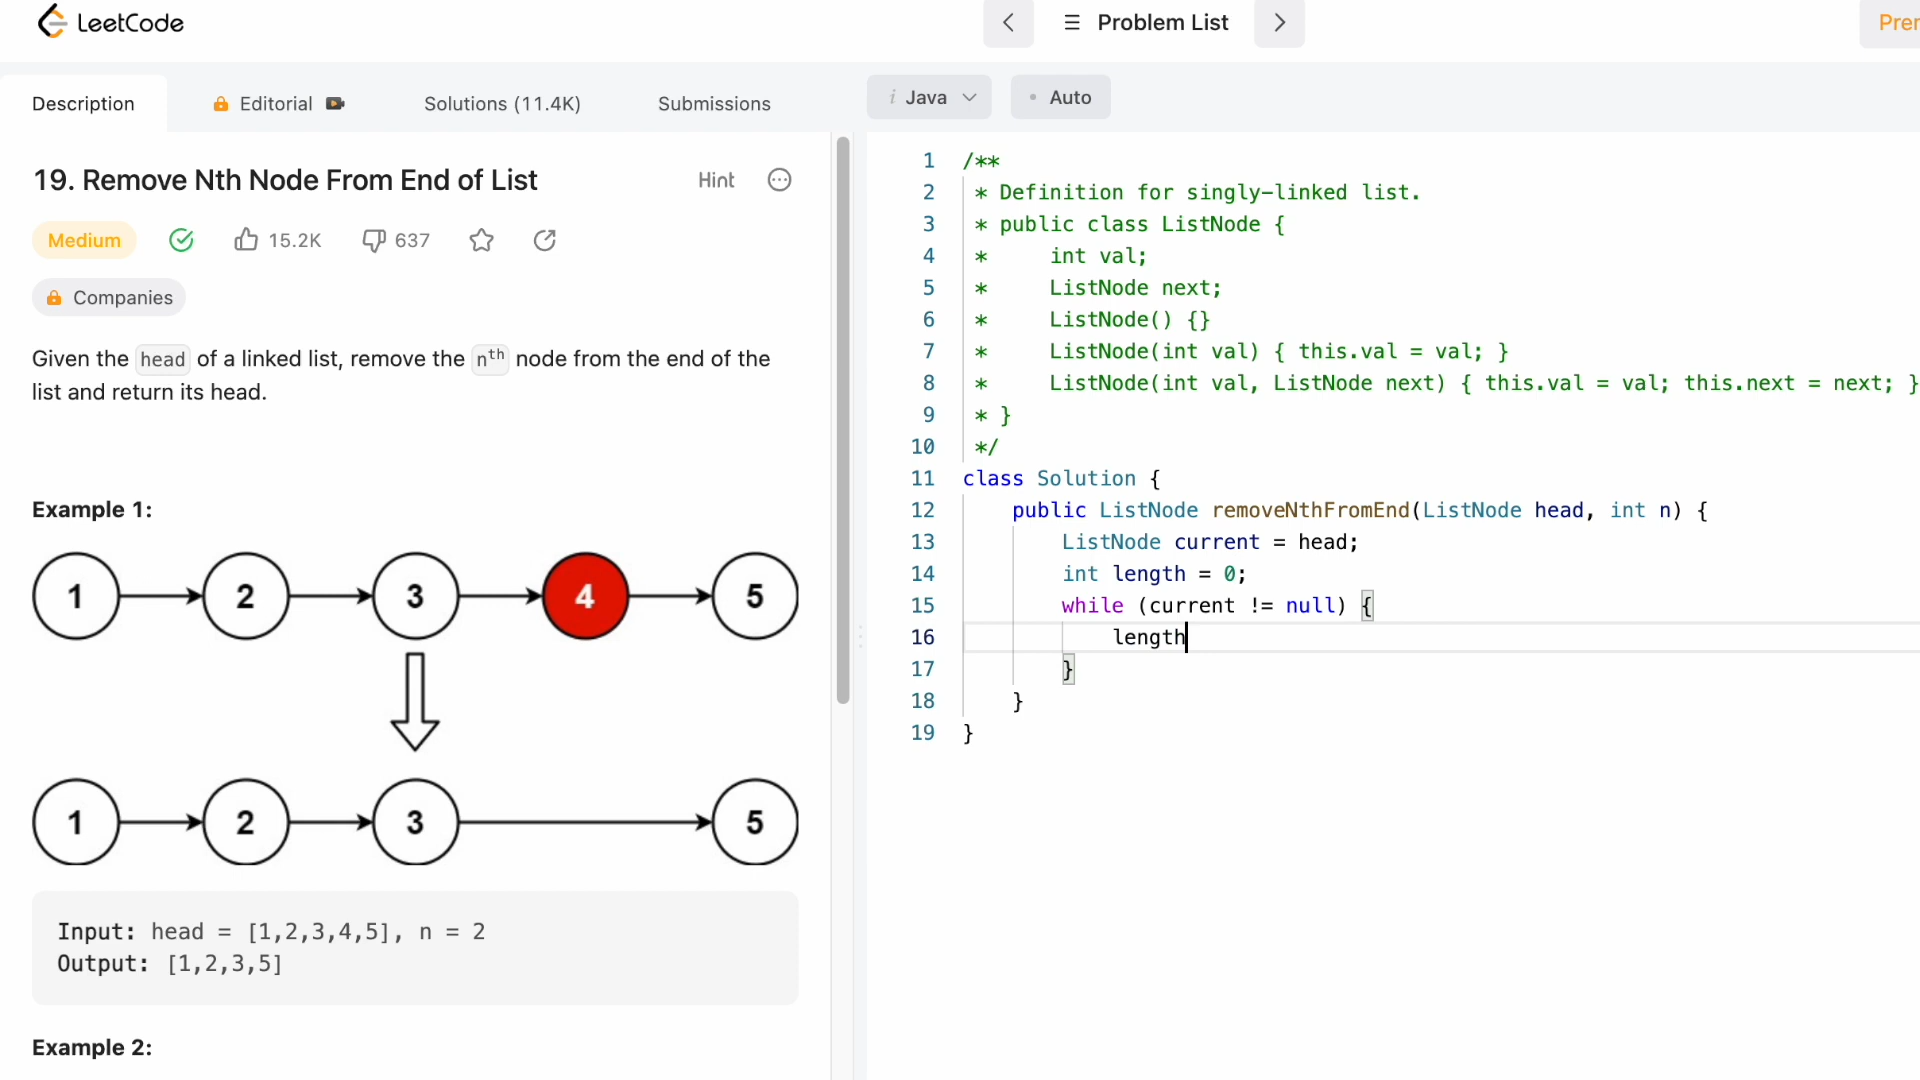 LeetCode
Problem List
Description
Editorial
Solutions (11.4K)
Submissions
Java
Auto
19. Remove Nth Node From End of List
Hint
Medium
15.2K
637
Companies
Given the head of a linked list, remove the nth node from the end of the
list and return its head.
Example 1:
1 2 3 4 5
1 2 3 5
Input: head = [1,2,3,4,5], n = 2
Output: [1,2,3,5]
Example 2:
1 /**
2 * Definition for singly-linked list.
3 * public class ListNode {
4 *     int val;
5 *     ListNode next;
6 *     ListNode() {}
7 *     ListNode(int val) { this.val = val; }
8 *     ListNode(int val, ListNode next) { this.val = val; this.next = next; }
9 * }
10 */
11 class Solution {
12     public ListNode removeNthFromEnd(ListNode head, int n) {
13         ListNode current = head;
14         int length = 0;
15         while (current != null) {
16             length
17         }
18     }
19 }